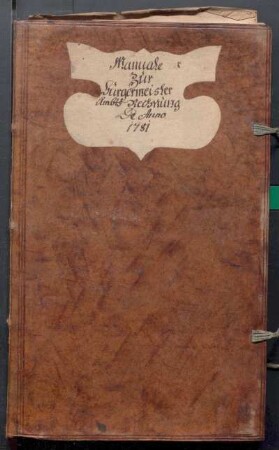 Manuale
Zur
Burgermeister
Ambts Rechnung
De Anno
1781